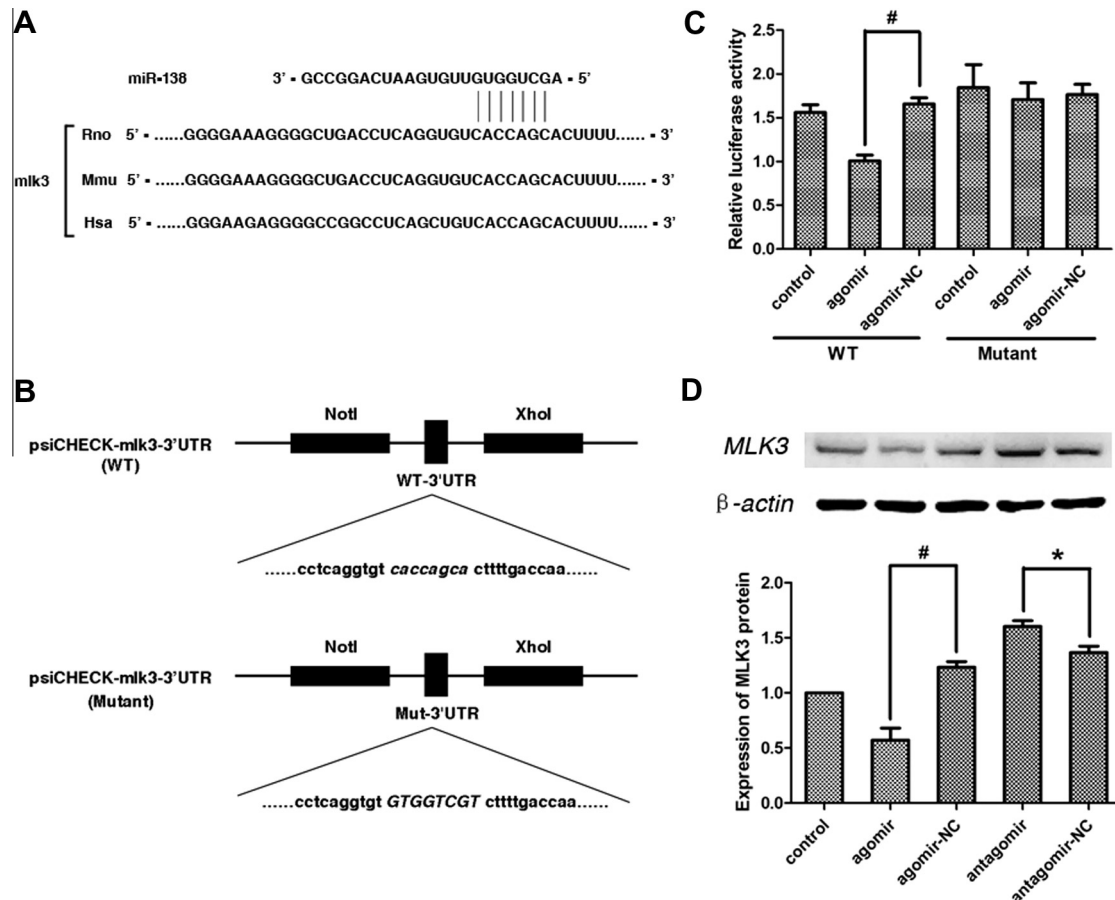 A
miR-138 3' - GCCGGACUAAGUGUUGUGGUCGA - 5'
mlk3
Rno 5' - ......GGGGAAAGGGGCUGACCUCAGGUGUCACCAGCACUUUU...... - 3'
Mmu 5' - ......GGGGAAAGGGGCUGACCUCAGGUGUCACCAGCACUUUU...... - 3'
Hsa 5' - ......GGGAAGAGGGGCCGGCCUCAGCUGUCACCAGCACUUUU...... - 3'
B
psiCHECK-mlk3-3'UTR
(WT)
NotI
XhoI
WT-3'UTR
......cctcaggtgt caccagca cttttgaccaa......
psiCHECK-mlk3-3'UTR
(Mutant)
NotI
XhoI
Mut-3'UTR
......cctcaggtgt GTGGTCGT cttttgaccaa......
C
Relative luciferase activity
2.5
2.0
1.5
1.0
0.5
0.0
#
control
agomir
agomir-NC
control
agomir
agomir-NC
WT
Mutant
D
MLK3
β-actin
Expression of MLK3 protein
2.0
1.5
1.0
0.5
0.0
#
*
control
agomir
agomir-NC
antagomir
antagomir-NC